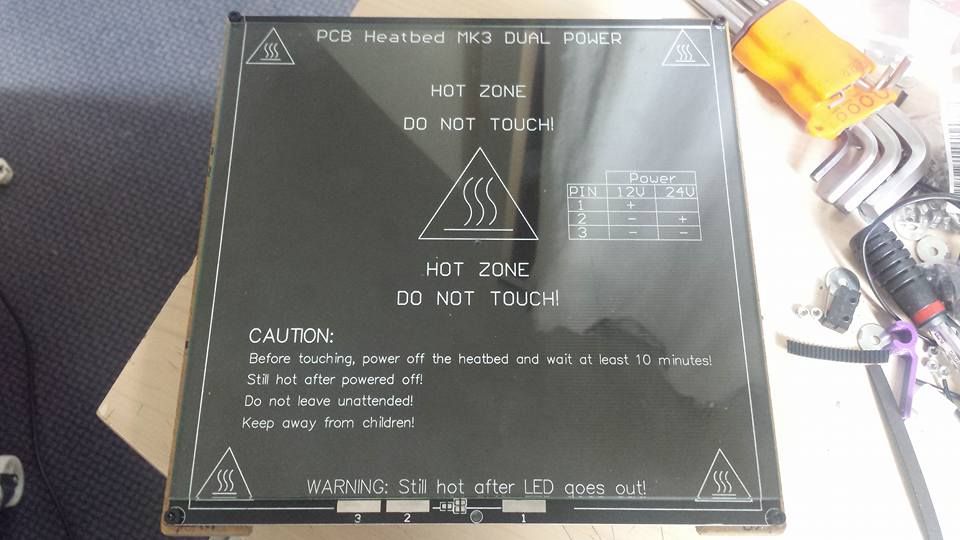 PCB Heatbed MK3 DUAL POWER
HOT ZONE
DO NOT TOUCH!
Power
PIN 12V 24V
1 +
2 - +
3 - -
HOT ZONE
DO NOT TOUCH!
CAUTION:
Before touching, power off the heatbed and wait at least 10 minutes!
Still hot after powered off!
Do not leave unattended!
Keep away from children!
WARNING: Still hot after LED goes out!
3 2 1